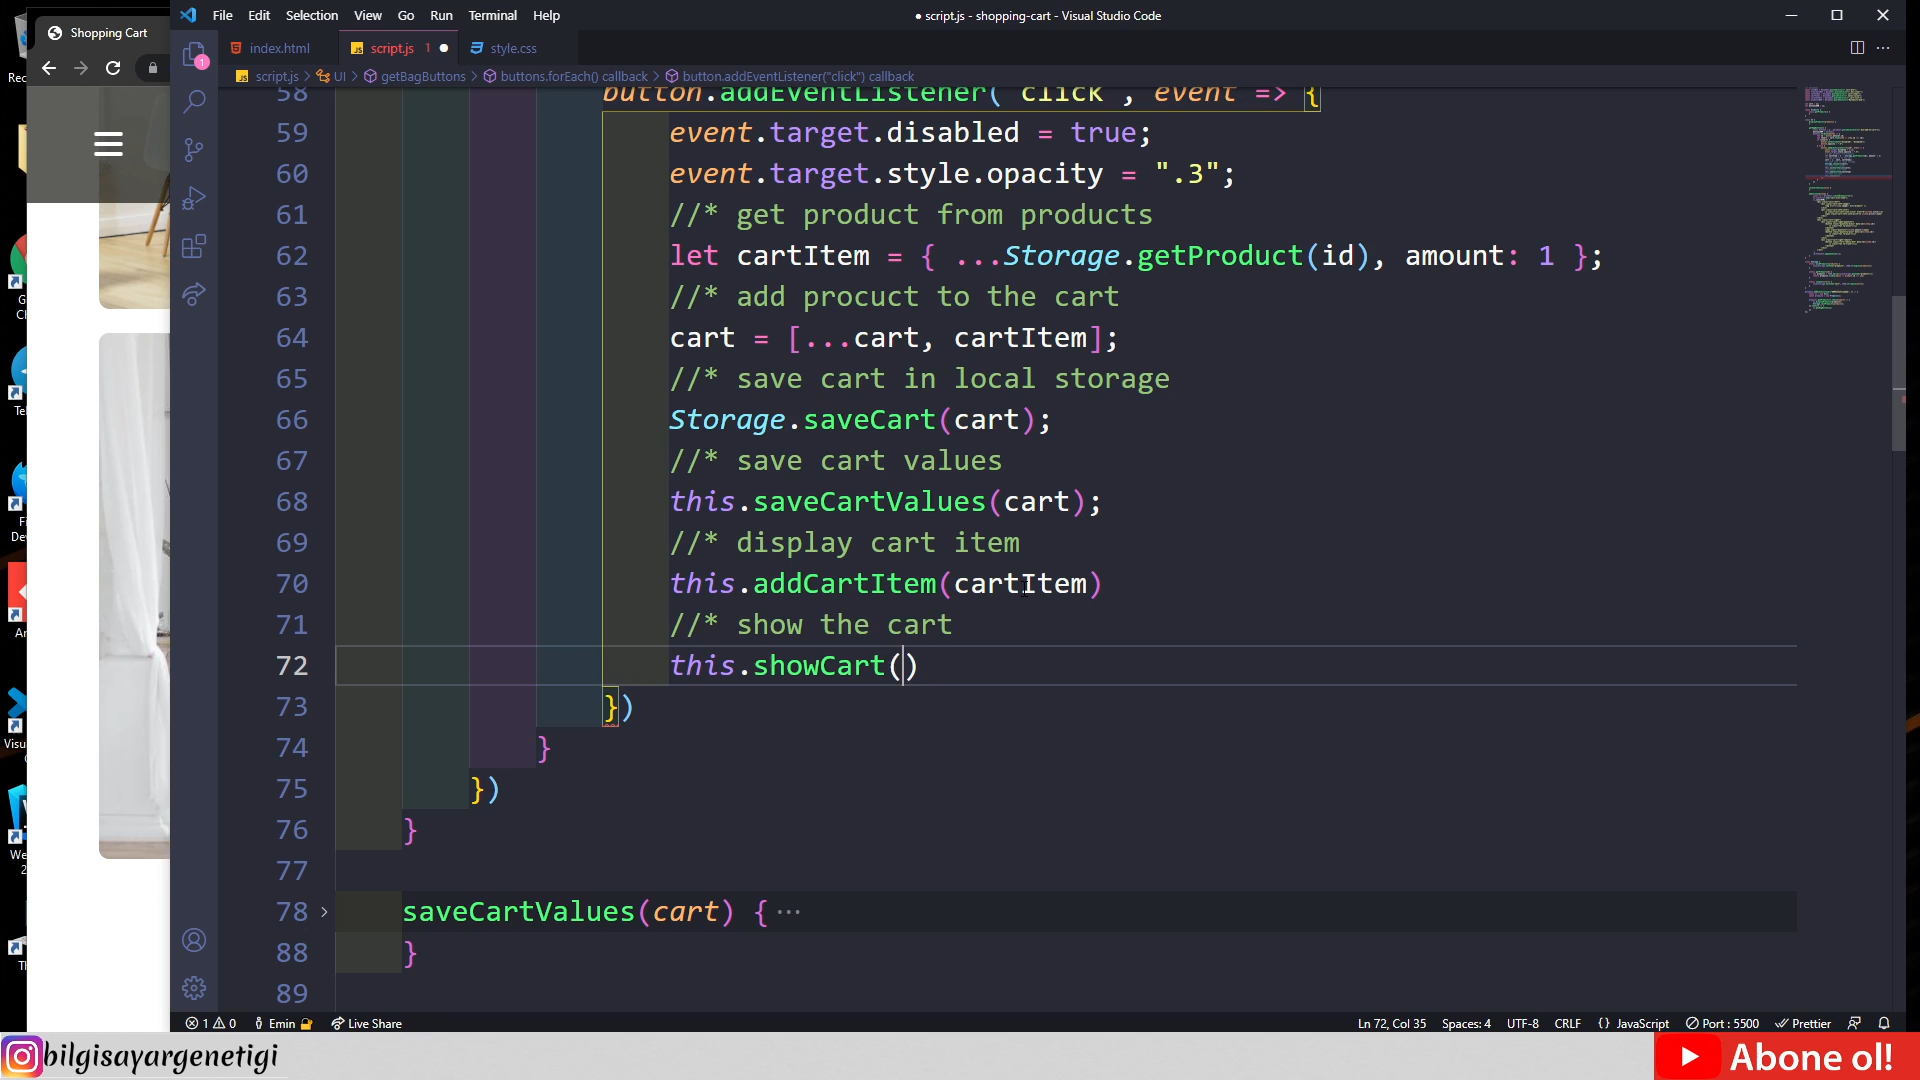 Shopping Cart
File Edit Selection View Go Run Terminal Help
● script.js - shopping-cart - Visual Studio Code
index.html
script.js 1 ●
style.css
script.js > UI > getBagButtons > buttons.forEach() callback > button.addEventListener("click") callback
58 button.addEventListener("click", event => {
59 event.target.disabled = true;
60 event.target.style.opacity = ".3";
61 //* get product from products
62 let cartItem = { ...Storage.getProduct(id), amount: 1 };
63 //* add procuct to the cart
64 cart = [...cart, cartItem];
65 //* save cart in local storage
66 Storage.saveCart(cart);
67 //* save cart values
68 this.saveCartValues(cart);
69 //* display cart item
70 this.addCartItem(cartItem)
71 //* show the cart
72 this.showCart()
73 })
74 }
75 })
76 }
77
78 saveCartValues(cart) {...
88 }
89
1 0 Emin Live Share
Ln 72, Col 35 Spaces: 4 UTF-8 CRLF {} JavaScript Port : 5500 Prettier
bilgisayargenetigi
Abone ol!